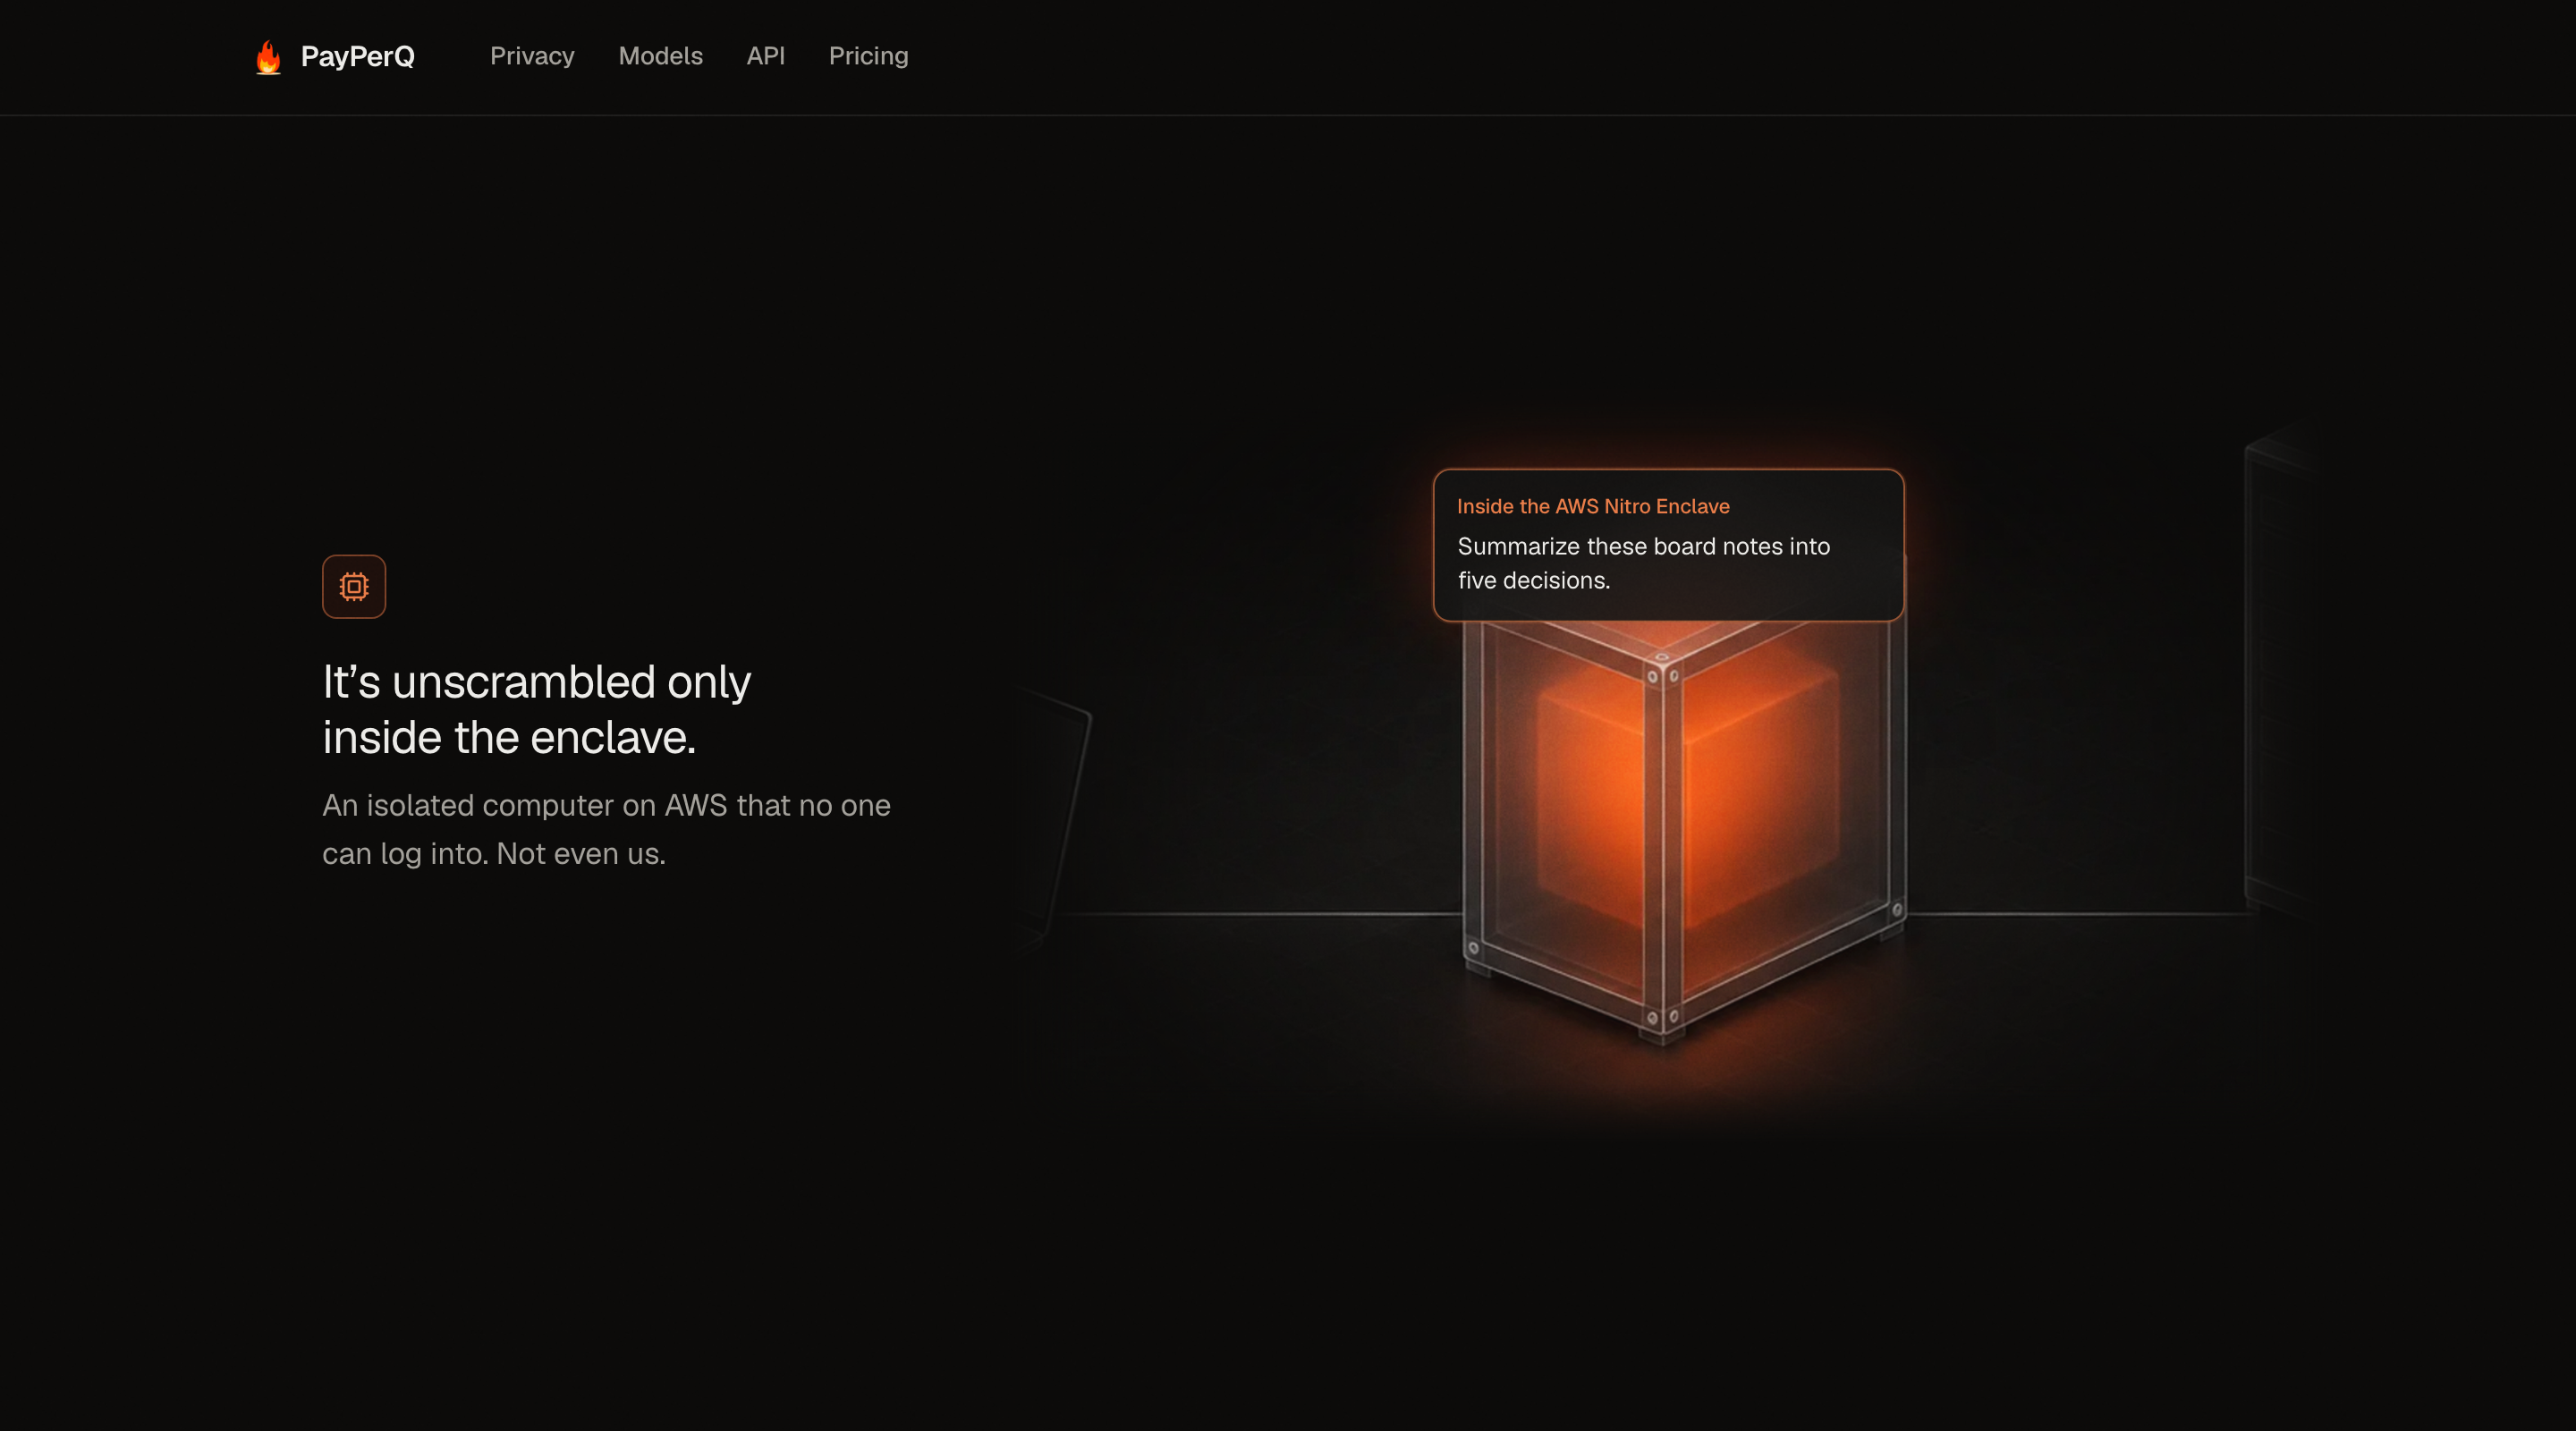 PayPerQ
Privacy
Models
API
Pricing
Inside the AWS Nitro Enclave
Summarize these board notes into
five decisions.
It’s unscrambled only
inside the enclave.
An isolated computer on AWS that no one
can log into. Not even us.